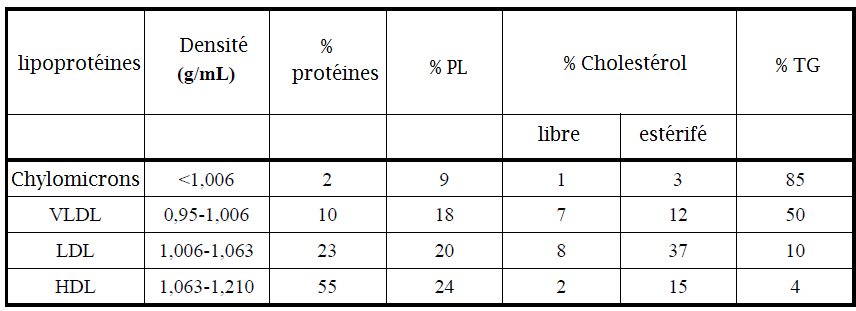 lipoprotéines Densité (g/mL) % protéines % PL % Cholestérol % TG
libre estérifé
Chylomicrons <1,006 2 9 1 3 85
VLDL 0,95-1,006 10 18 7 12 50
LDL 1,006-1,063 23 20 8 37 10
HDL 1,063-1,210 55 24 2 15 4